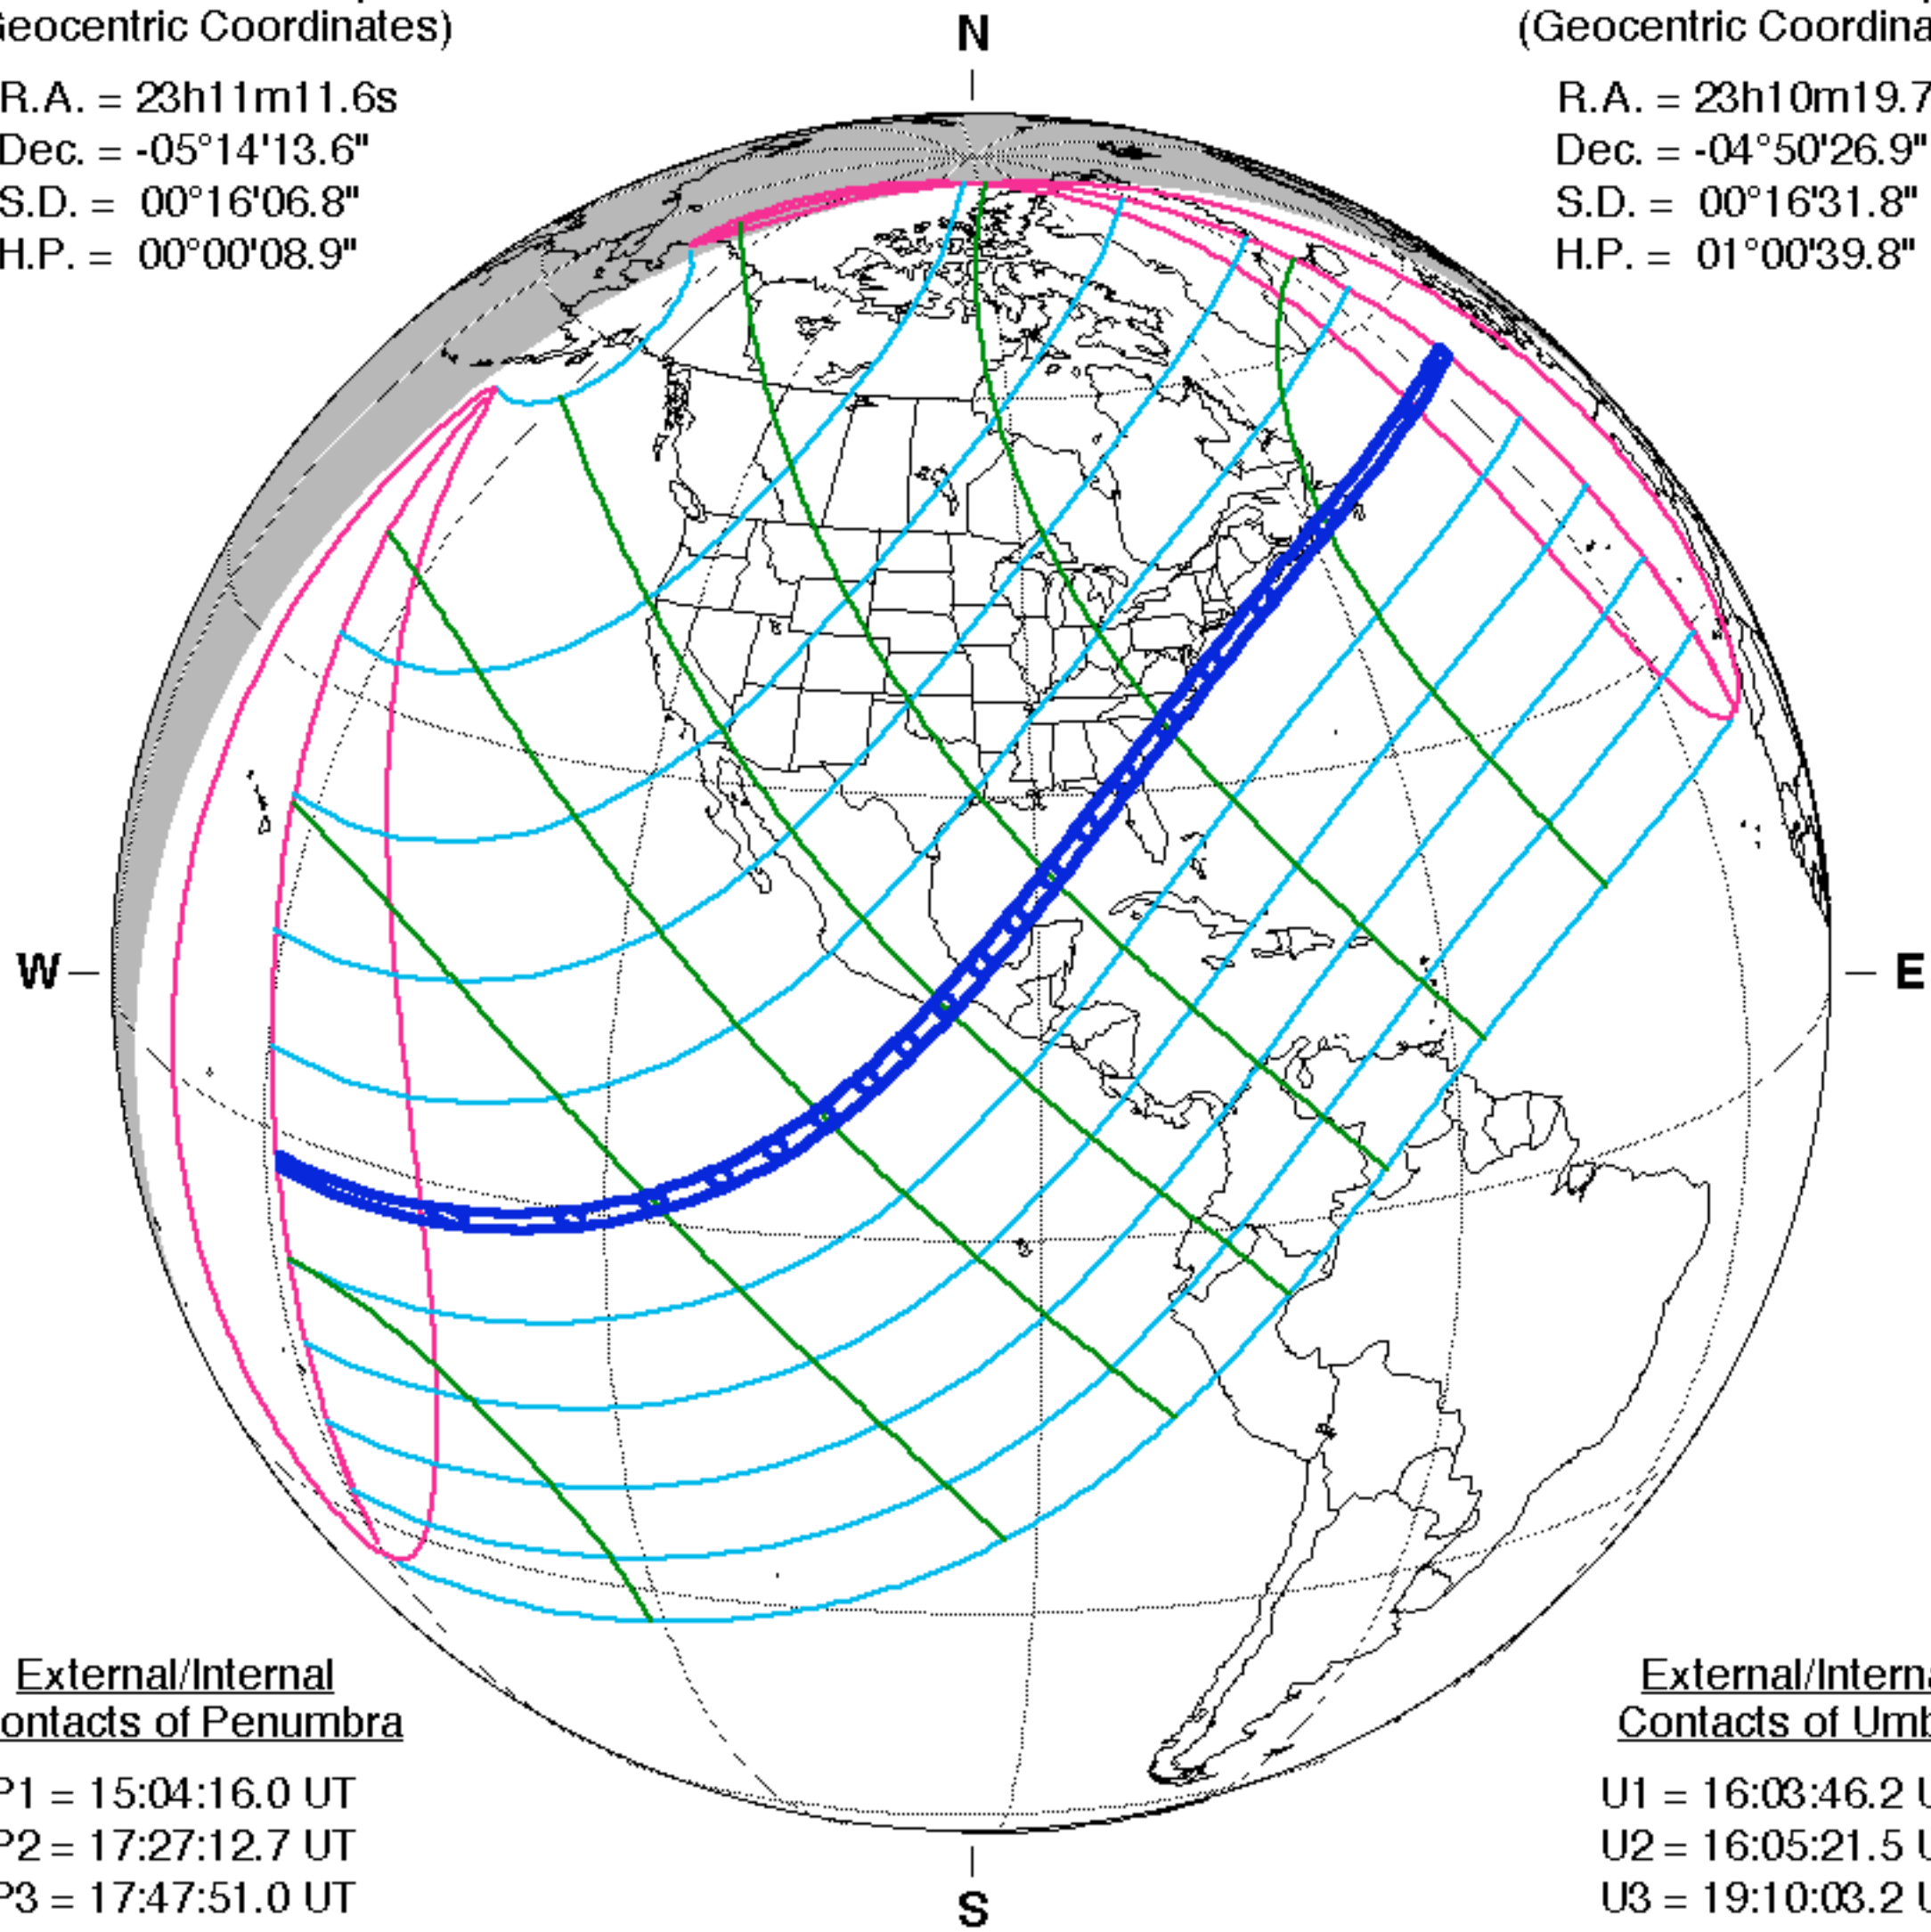 eocentric Coordinates)
R.A. = 23h11m11.6s
Dec. = -05°14'13.6"
S.D. = 00°16'06.8"
H.P. = 00°00'08.9"
N
(Geocentric Coordina
R.A. = 23h10m19.7
Dec. = -04°50'26.9"
S.D. = 00°16'31.8"
H.P. = 01°00'39.8"
W
E
External/Internal
ontacts of Penumbra
P1 = 15:04:16.0 UT
P2 = 17:27:12.7 UT
P3 = 17:47:51.0 UT
S
External/Interna
Contacts of Umb
U1 = 16:03:46.2 U
U2 = 16:05:21.5 U
U3 = 19:10:03.2 U